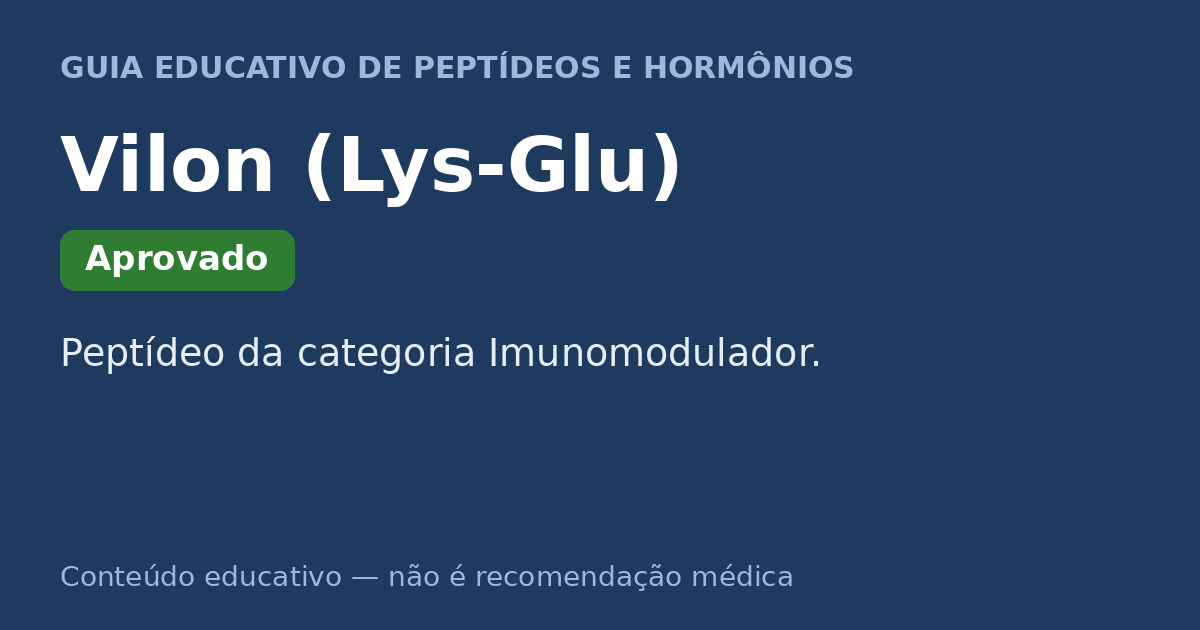 GUIA EDUCATIVO DE PEPTÍDEOS E HORMÔNIOS
Vilon (Lys-Glu)
Aprovado
Peptídeo da categoria Imunomodulador.
Conteúdo educativo — não é recomendação médica